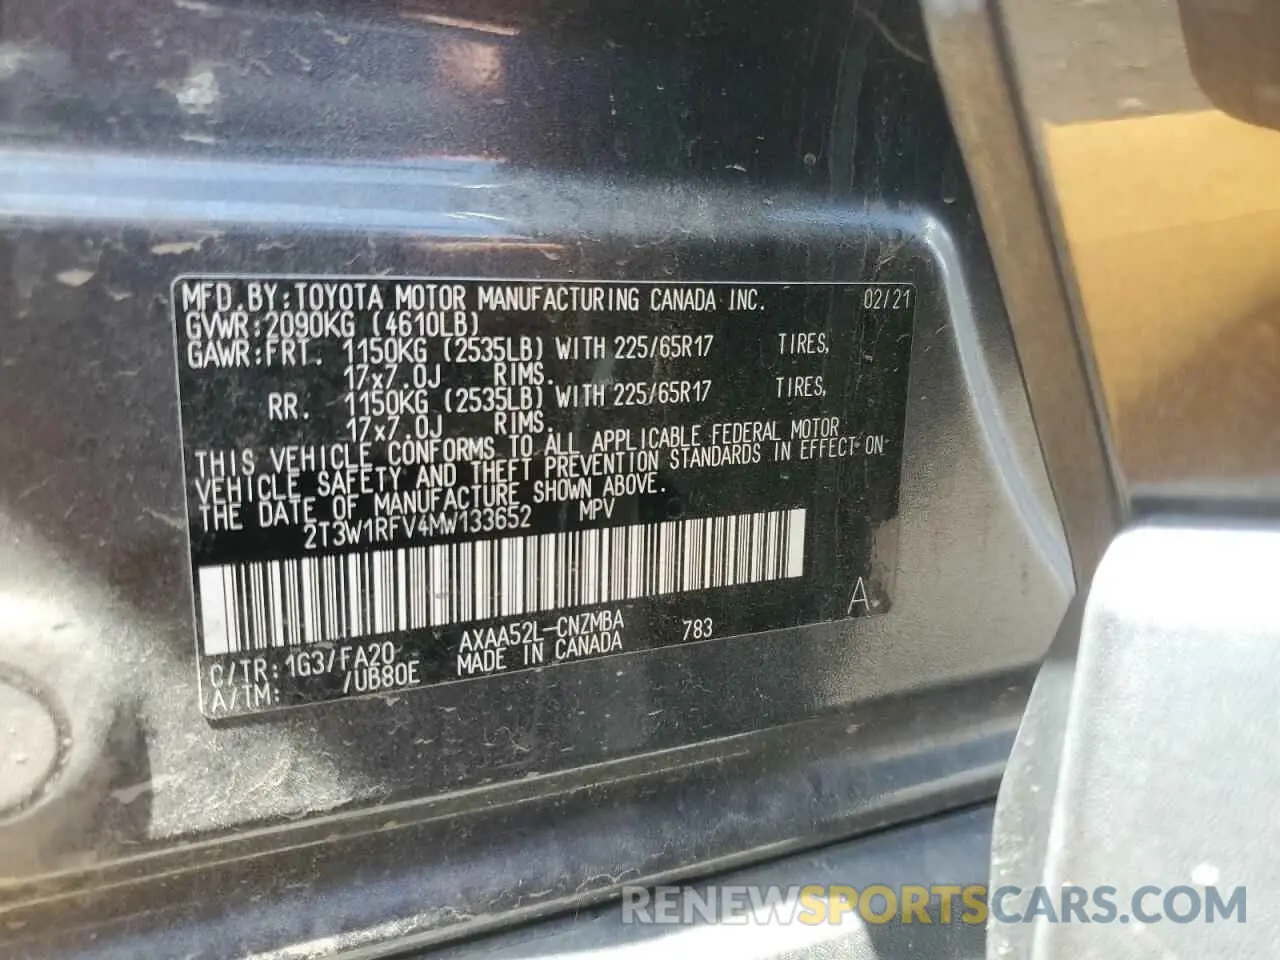 MFD.BY:TOYOTA MOTOR MANUFACTURING CANADA INC. 02/21
GVWR:2090KG (4610LB)
GAWR:FRT. 1150KG (2535LB) WITH 225/65R17 TIRES,
17x7.0J RIMS.
RR. 1150KG (2535LB) WITH 225/65R17 TIRES,
17x7.0J RIMS.
THIS VEHICLE CONFORMS TO ALL APPLICABLE FEDERAL MOTOR
VEHICLE SAFETY AND THEFT PREVENTION STANDARDS IN EFFECT ON
THE DATE OF MANUFACTURE SHOWN ABOVE.
2T3W1RFV4MW133652 MPV
A.
C/TR:1G3/FA20 AXAA52L-CNZMBA 783
A/TM: /UB80E MADE IN CANADA
RENEWSPORTSCARS.COM